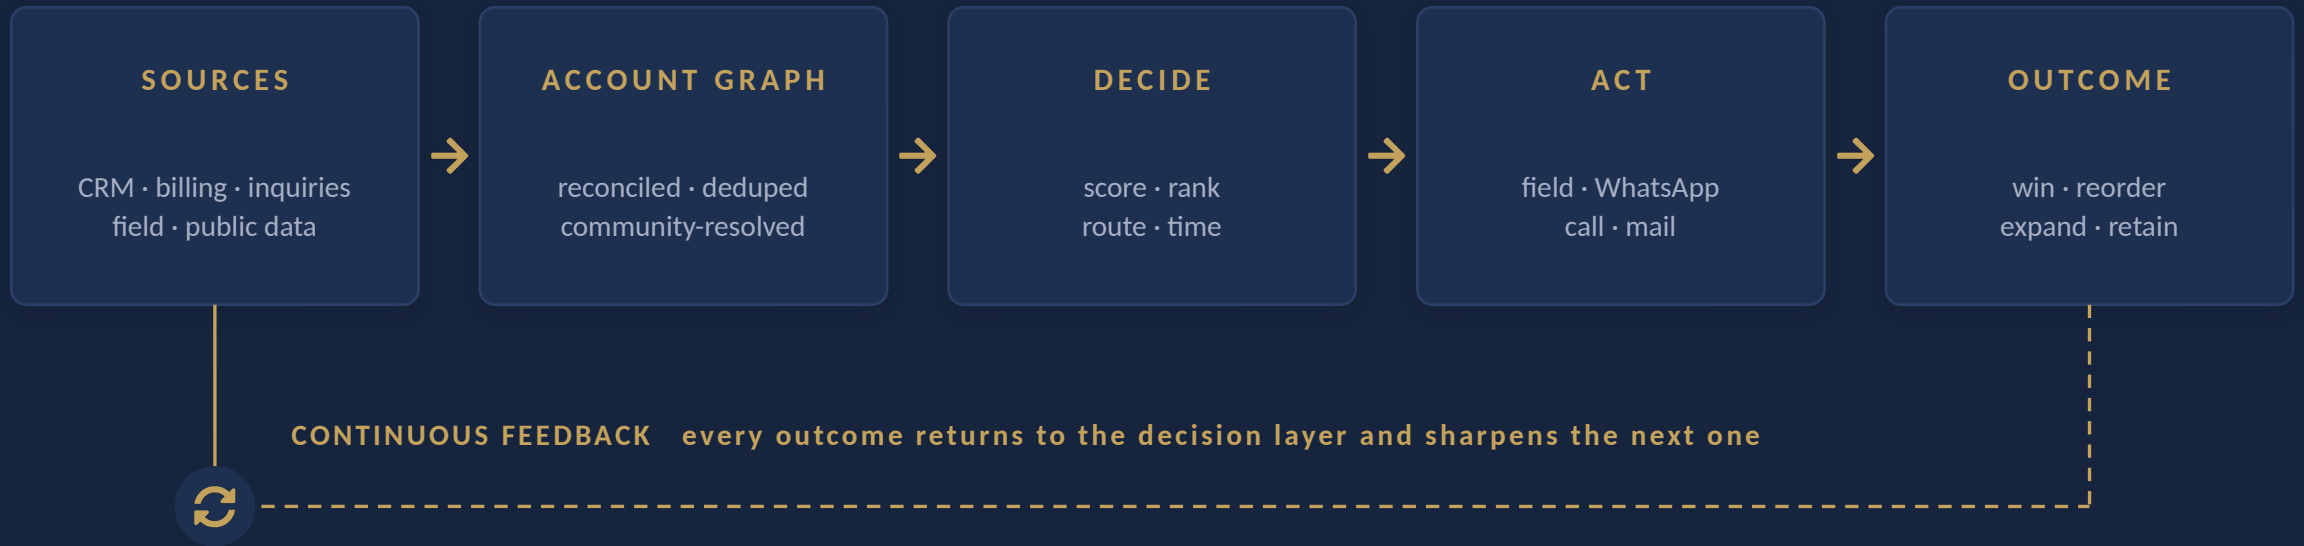 SOURCES
CRM · billing · inquiries
field · public data
ACCOUNT GRAPH
reconciled · deduped
community-resolved
DECIDE
score · rank
route · time
ACT
field · WhatsApp
call · mail
OUTCOME
win · reorder
expand · retain
CONTINUOUS FEEDBACK every outcome returns to the decision layer and sharpens the next one